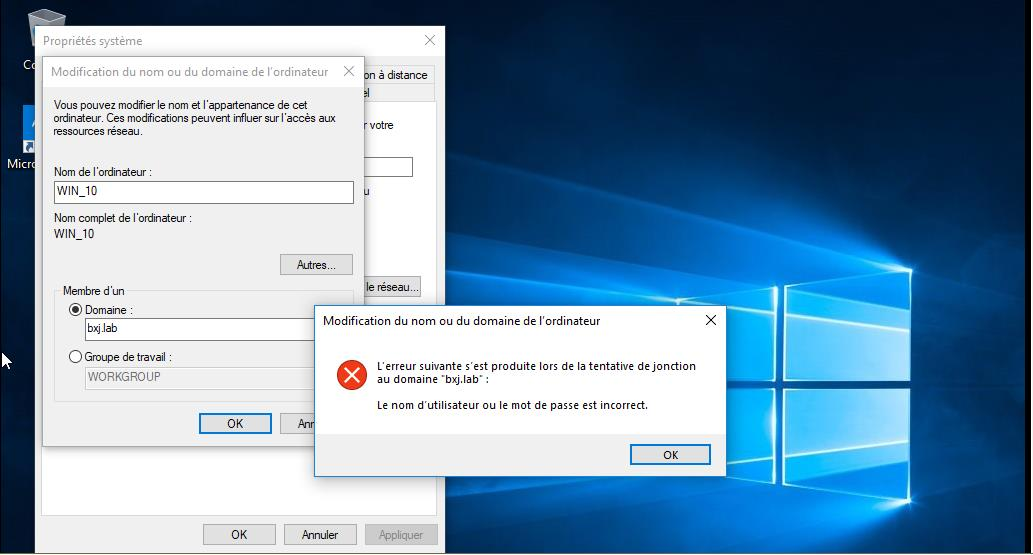 Propriétés système
Modification du nom ou du domaine de l'ordinateur
on à distance
Vous pouvez modifier le nom et l'appartenance de cet
ordinateur. Ces modifications peuvent influer sur l'accès aux
ressources réseau.
r votre
Nom de l'ordinateur :
WIN_10
Nom complet de l'ordinateur :
WIN_10
Autres...
le réseau...
Membre d'un
Domaine :
bxj.lab
Groupe de travail :
WORKGROUP
OK
Ann
Modification du nom ou du domaine de l'ordinateur
L'erreur suivante s'est produite lors de la tentative de jonction
au domaine "bxj.lab" :
Le nom d'utilisateur ou le mot de passe est incorrect.
OK
OK
Annuler
Appliquer
Micro